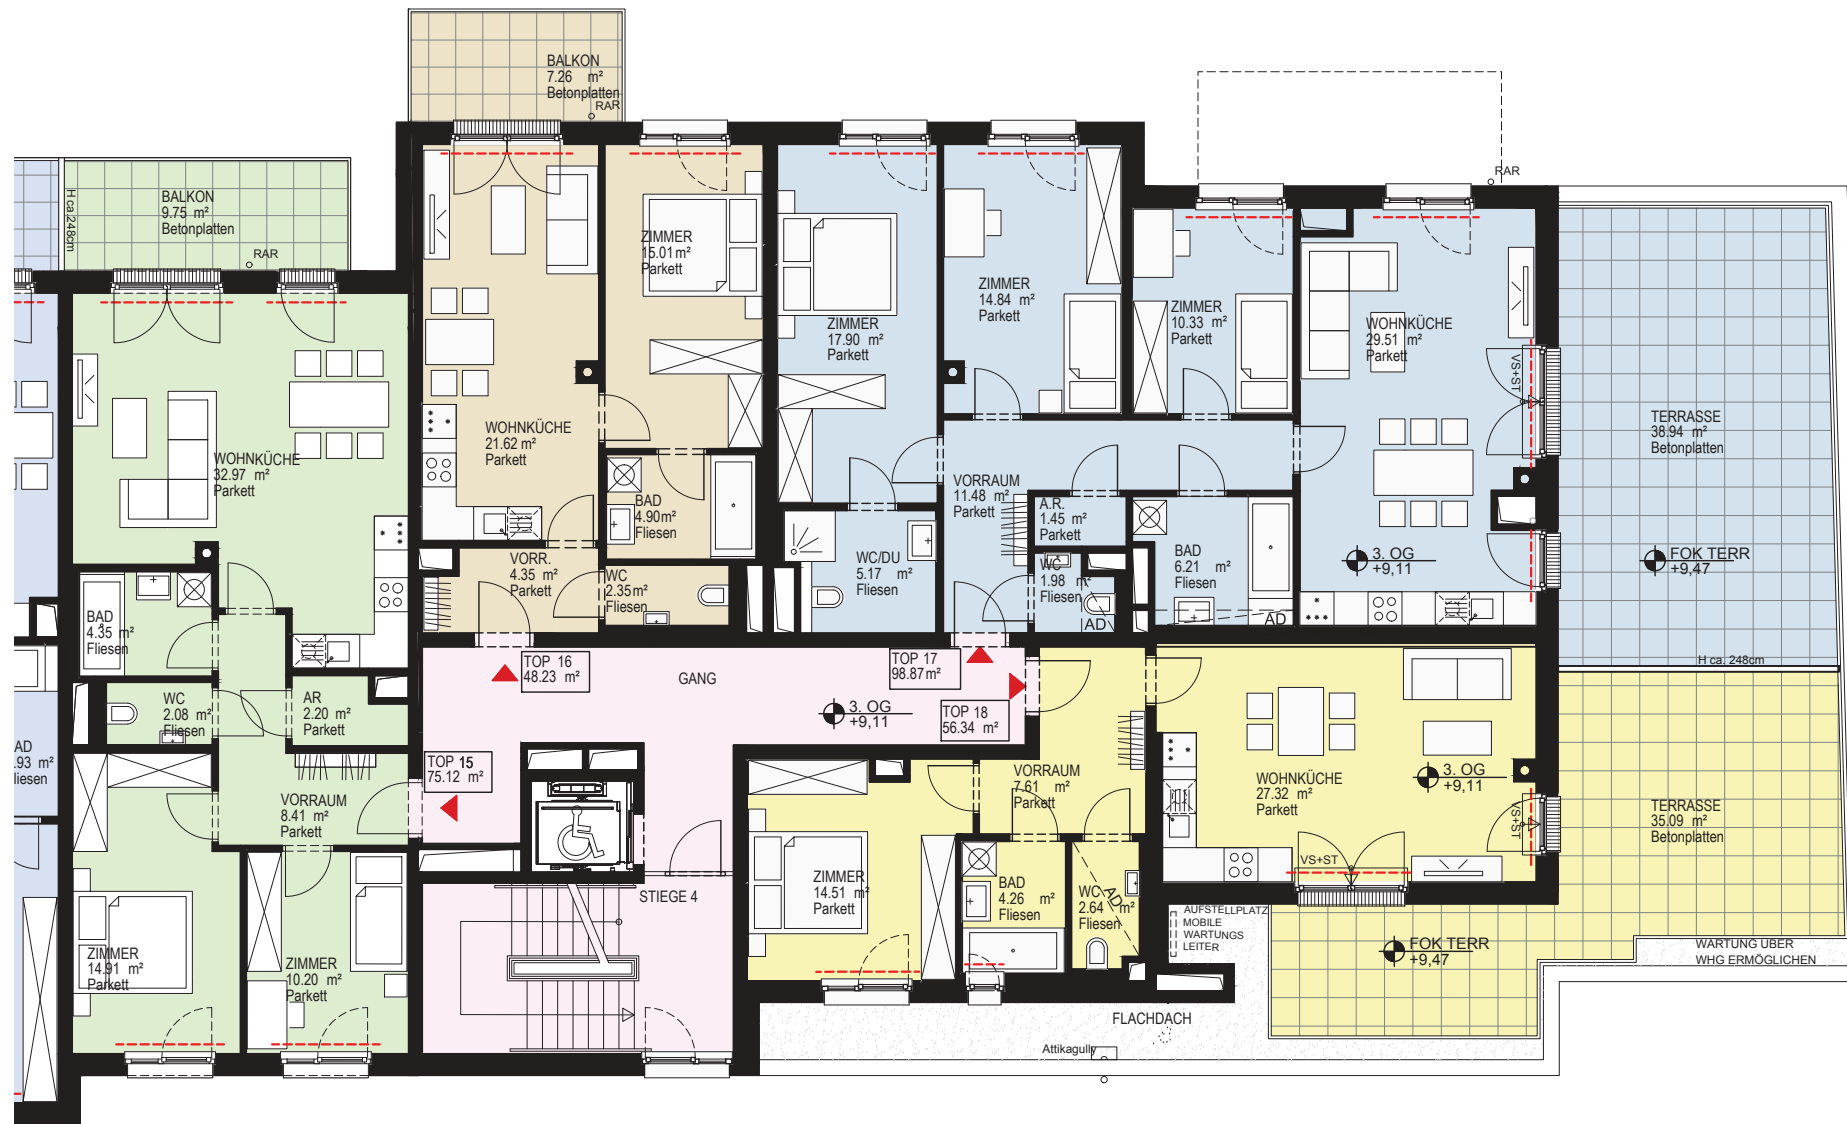 BALKON
7.26 m²
Betonplatten
RAR
RAR
BALKON
9.75 m²
Betonplatten
RAR
H ca.248cm
ZIMMER
15.01m²
Parkett
ZIMMER
17.90 m²
Parkett
ZIMMER
14.84 m²
Parkett
ZIMMER
10.33 m²
Parkett
WOHNKÜCHE
29.51 m²
Parkett
VS+ST
TERRASSE
38.94 m²
Betonplatten
WOHNKÜCHE
32.97 m²
Parkett
WOHNKÜCHE
21.62 m²
Parkett
BAD
4.90m²
Fliesen
VORRAUM
11.48 m²
Parkett
A.R.
1.45 m²
Parkett
BAD
6.21 m²
Fliesen
AD
WC
1.98 m²
Fliesen
AD
WC/DU
5.17 m²
Fliesen
VORR.
4.35 m²
Parkett
WC
2.35m²
Fliesen
3. OG
+9,11
FOK TERR
+9,47
BAD
4.35 m²
Fliesen
WC
2.08 m²
Fliesen
AR
2.20 m²
Parkett
TOP 16
48.23 m²
GANG
TOP 17
98.87m²
TOP 18
56.34 m²
3. OG
+9,11
H ca. 248cm
TOP 15
75.12 m²
AD
.93 m²
liesen
VORRAUM
8.41 m²
Parkett
VORRAUM
7.61 m²
Parkett
WOHNKÜCHE
27.32 m²
Parkett
3. OG
+9,11
VS+ST
VS+ST
TERRASSE
35.09 m²
Betonplatten
STIEGE 4
ZIMMER
14.51 m²
Parkett
BAD
4.26 m²
Fliesen
WC
2.64 m²
Fliesen
AD
AUFSTELLPLATZ
MOBILE
WARTUNGS
LEITER
FOK TERR
+9,47
WARTUNG ÜBER
WHG ERMÖGLICHEN
ZIMMER
14.91 m²
Parkett
ZIMMER
10.20 m²
Parkett
FLACHDACH
Attikagully